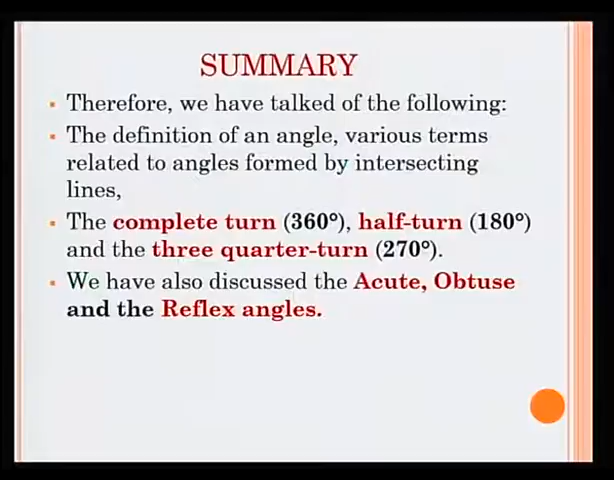 SUMMARY
Therefore, we have talked of the following:
The definition of an angle, various terms
related to angles formed by intersecting
lines,
The complete turn (360°), half-turn (180°)
and the three quarter-turn (270°).
We have also discussed the Acute, Obtuse
and the Reflex angles.